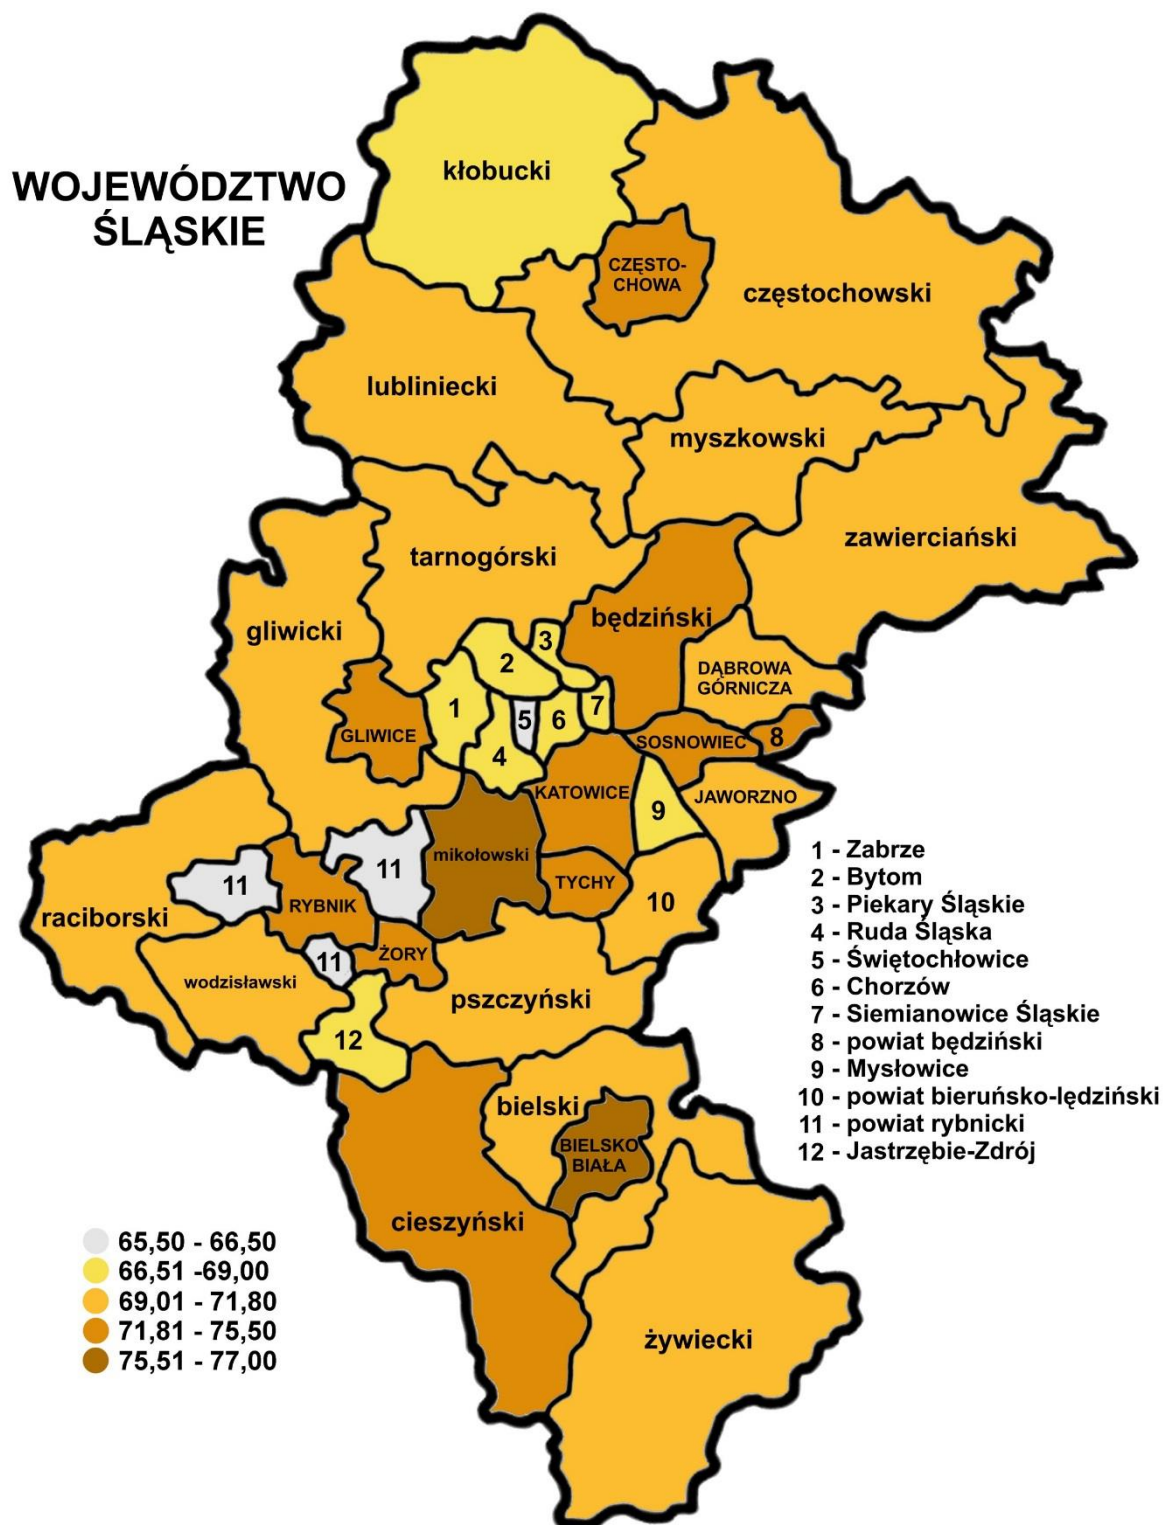 WOJEWÓDZTWO
ŚLĄSKIE
kłobucki
CZĘSTO-
CHOWA
częstochowski
lubliniecki
myszkowski
zawierciański
tarnogórski
będziński
gliwicki
3
2
DĄBROWA
GÓRNICZA
1
5
6
7
GLIWICE
4
SOSNOWIEC
8
KATOWICE
9
JAWORZNO
mikołowski
11
11
TYCHY
10
RYBNIK
raciborski
11
ŻORY
wodzisławski
pszczyński
12
bielski
BIELSKO
BIAŁA
cieszyński
żywiecki
1 - Zabrze
2 - Bytom
3 - Piekary Śląskie
4 - Ruda Śląska
5 - Świętochłowice
6 - Chorzów
7 - Siemianowice Śląskie
8 - powiat będziński
9 - Mysłowice
10 - powiat bieruńsko-lędziński
11 - powiat rybnicki
12 - Jastrzębie-Zdrój
65,50 - 66,50
66,51 -69,00
69,01 - 71,80
71,81 - 75,50
75,51 - 77,00